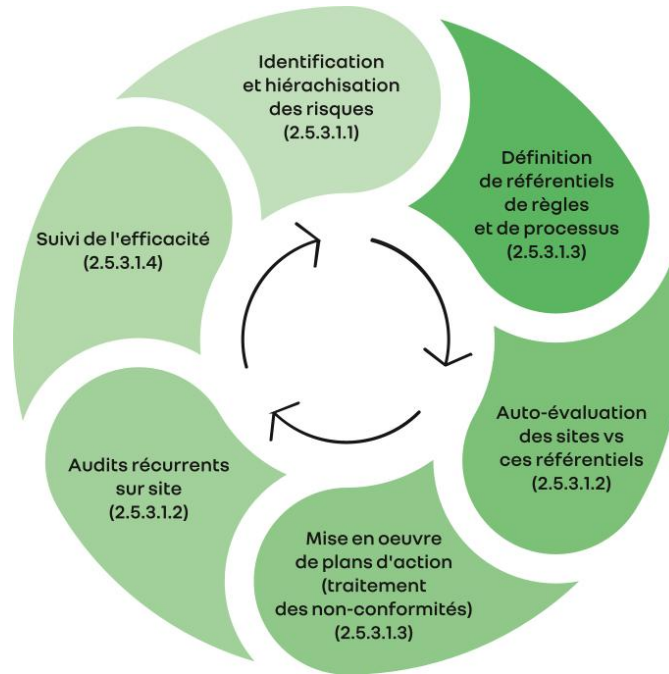 Identification
et hiérachisation
des risques
(2.5.3.1.1)
Définition
de référentiels
de règles
et de processus
(2.5.3.1.3)
Auto-évaluation
des sites vs
ces référentiels
(2.5.3.1.2)
Mise en oeuvre
de plans d'action
(traitement
des non-conformités)
(2.5.3.1.3)
Audits récurrents
sur site
(2.5.3.1.2)
Suivi de l'efficacité
(2.5.3.1.4)